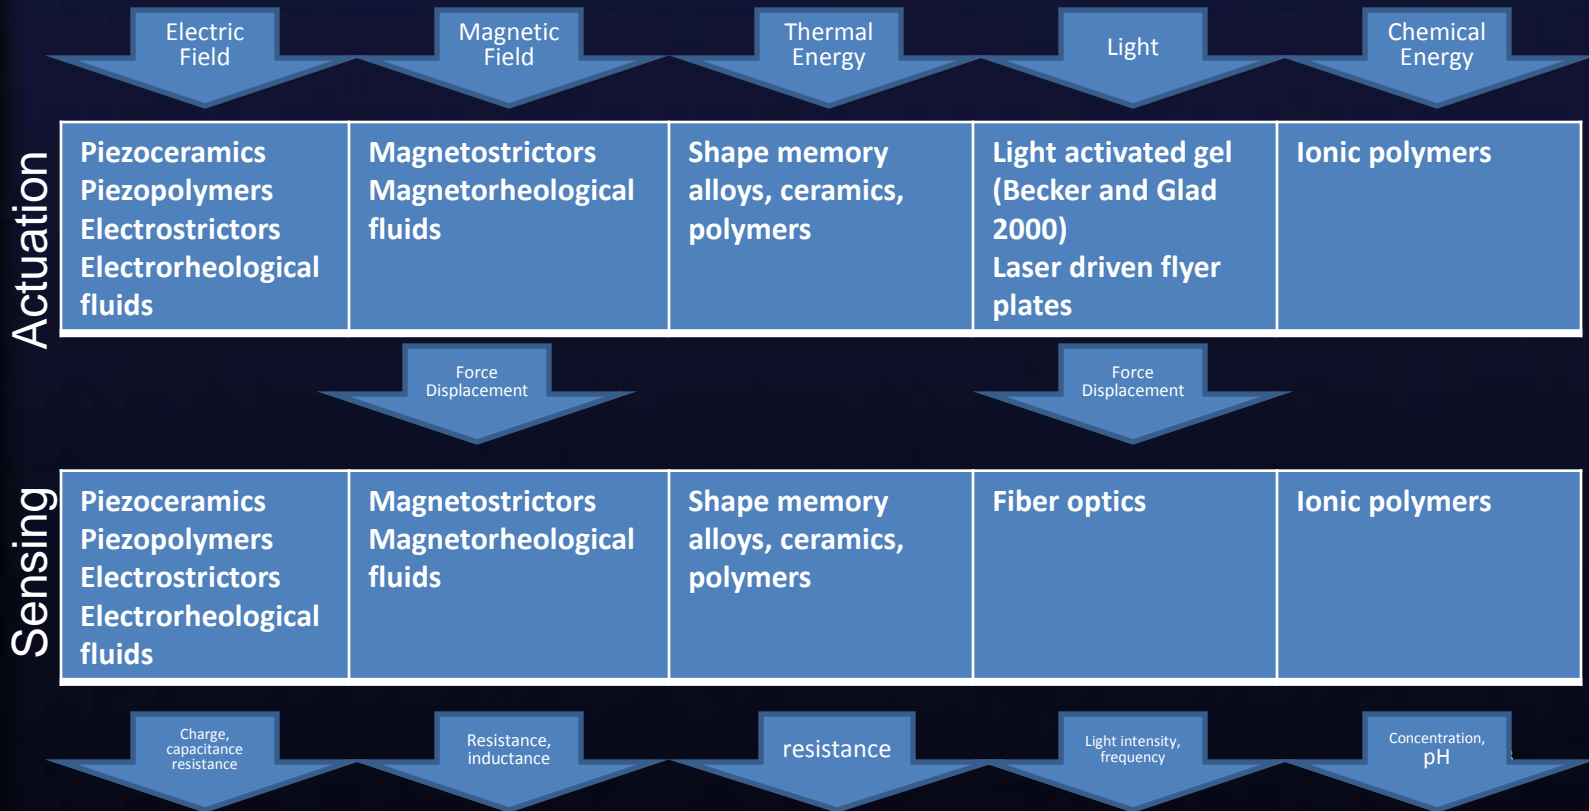 Electric
Field
Magnetic
Field
Thermal
Energy
Light
Chemical
Energy
Actuation
Piezoceramics
Piezopolymers
Electrostrictors
Electrorheological
fluids
Magnetostrictors
Magnetorheological
fluids
Shape memory
alloys, ceramics,
polymers
Light activated gel
(Becker and Glad
2000)
Laser driven flyer
plates
Ionic polymers
Force
Displacement
Force
Displacement
Sensing
Piezoceramics
Piezopolymers
Electrostrictors
Electrorheological
fluids
Magnetostrictors
Magnetorheological
fluids
Shape memory
alloys, ceramics,
polymers
Fiber optics
Ionic polymers
Charge,
capacitance
resistance
Resistance,
inductance
resistance
Light intensity,
frequency
Concentration,
pH